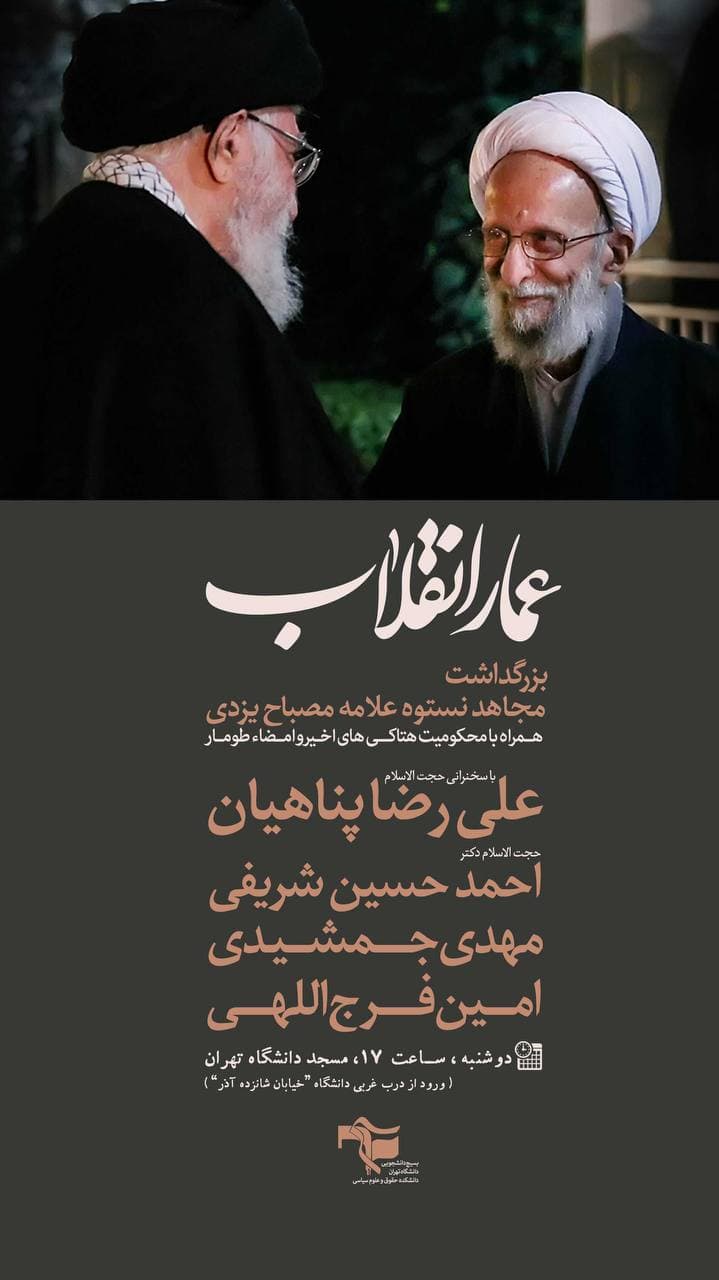 عمار انقلاب
بزرگداشت
مجاهد نستوه علامه مصباح یزدی
همراه با محکومیت هتاکی های اخیر و امضاء طومار
با سخنرانی حجت الاسلام
علی رضا پناهیان
حجت الاسلام دکتر
احمد حسین شریفی
مهدی جمشیدی
امین فرج اللهی
دوشنبه ، ساعت ۱۷، مسجد دانشگاه تهران
( ورود از درب غربی دانشگاه "خیابان شانزده آذر" )
بسیج دانشجویی
دانشگاه تهران
دانشکده حقوق و علوم سیاسی